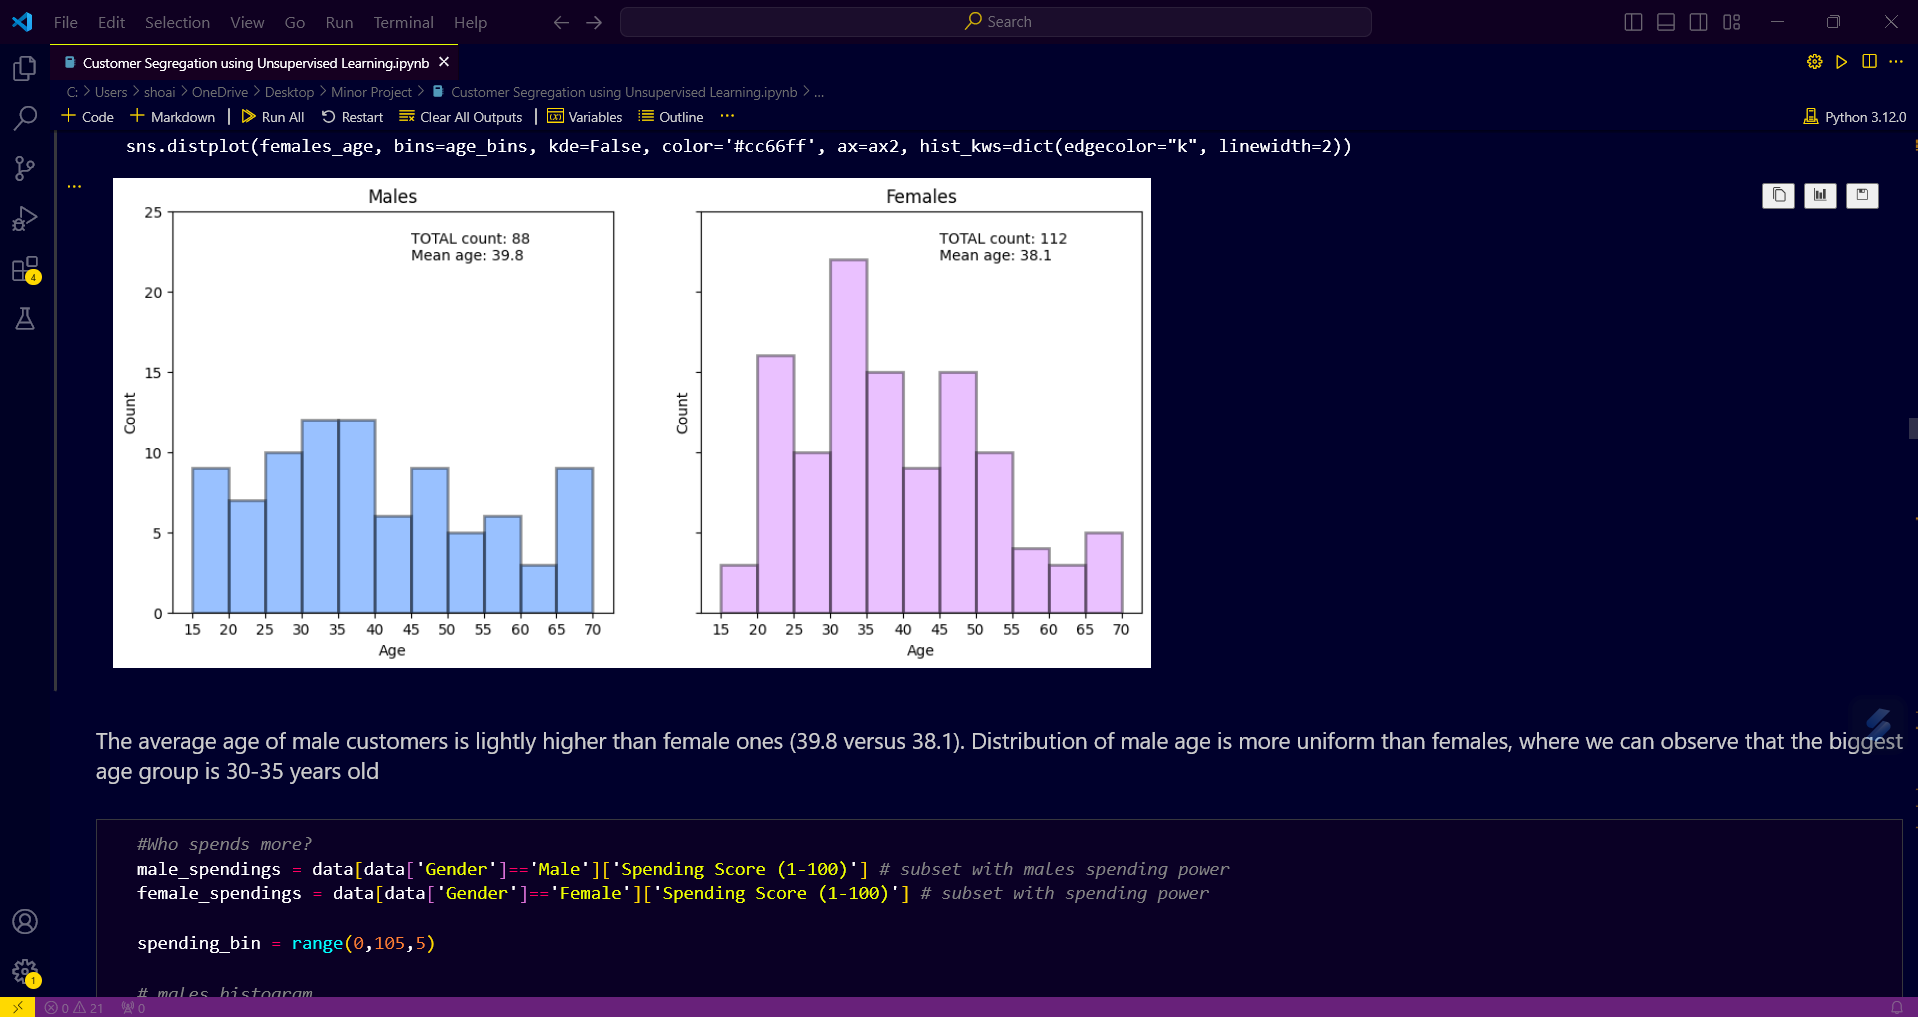 File Edit Selection View Go Run Terminal Help
Search
Customer Segregation using Unsupervised Learning.ipynb
C: > Users > shoai > OneDrive > Desktop > Minor Project > Customer Segregation using Unsupervised Learning.ipynb > ...
+ Code + Markdown | Run All Restart Clear All Outputs | Variables Outline ...
Python 3.12.0
sns.distplot(females_age, bins=age_bins, kde=False, color='#cc66ff', ax=ax2, hist_kws=dict(edgecolor="k", linewidth=2))
...
Males
TOTAL count: 88
Mean age: 39.8
25
20
15
10
5
0
Count
15 20 25 30 35 40 45 50 55 60 65 70
Age
Females
TOTAL count: 112
Mean age: 38.1
Count
15 20 25 30 35 40 45 50 55 60 65 70
Age
4
The average age of male customers is lightly higher than female ones (39.8 versus 38.1). Distribution of male age is more uniform than females, where we can observe that the biggest
age group is 30-35 years old
#Who spends more?
male_spendings = data[data['Gender']=='Male']['Spending Score (1-100)'] # subset with males spending power
female_spendings = data[data['Gender']=='Female']['Spending Score (1-100)'] # subset with spending power
spending_bin = range(0,105,5)
# males histogram
1
0 21 0